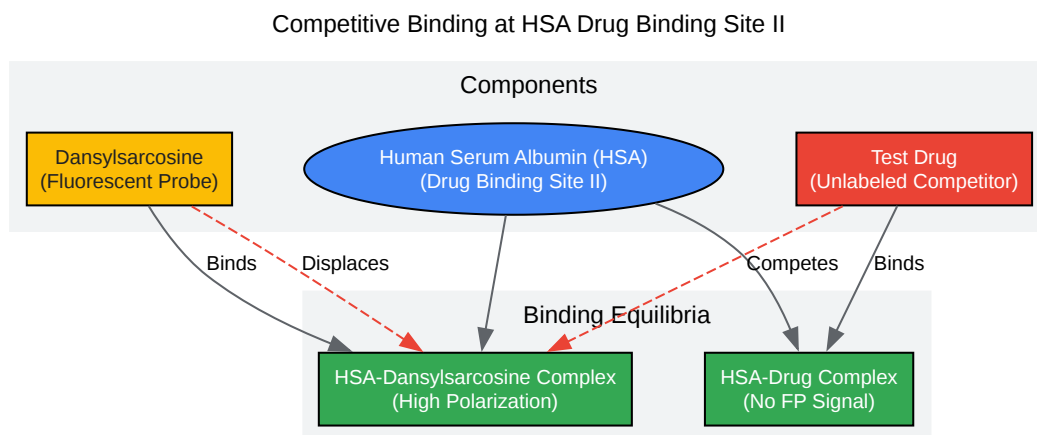 Competitive Binding at HSA Drug Binding Site II
Components
Dansylsarcosine
(Fluorescent Probe)
Human Serum Albumin (HSA)
(Drug Binding Site II)
Test Drug
(Unlabeled Competitor)
Binds
Displaces
Competes
Binds
Binding Equilibria
HSA-Dansylsarcosine Complex
(High Polarization)
HSA-Drug Complex
(No FP Signal)